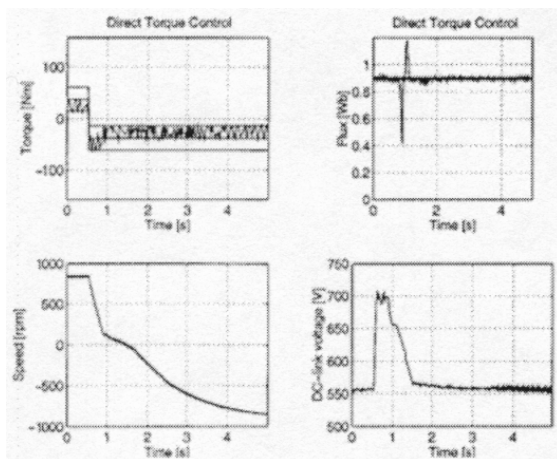 Direct Torque Control
Torque [Nm]
100
0
−100
0 1 2 3 4
Time [s]
Direct Torque Control
Flux [Wb]
1
0.8
0.6
0.4
0.2
0
0 1 2 3 4
Time [s]
Speed [rpm]
1000
500
0
−500
−1000
0 1 2 3 4 5
Time [s]
DC-link voltage [V]
750
700
650
600
550
500
0 1 2 3 4 5
Time [s]